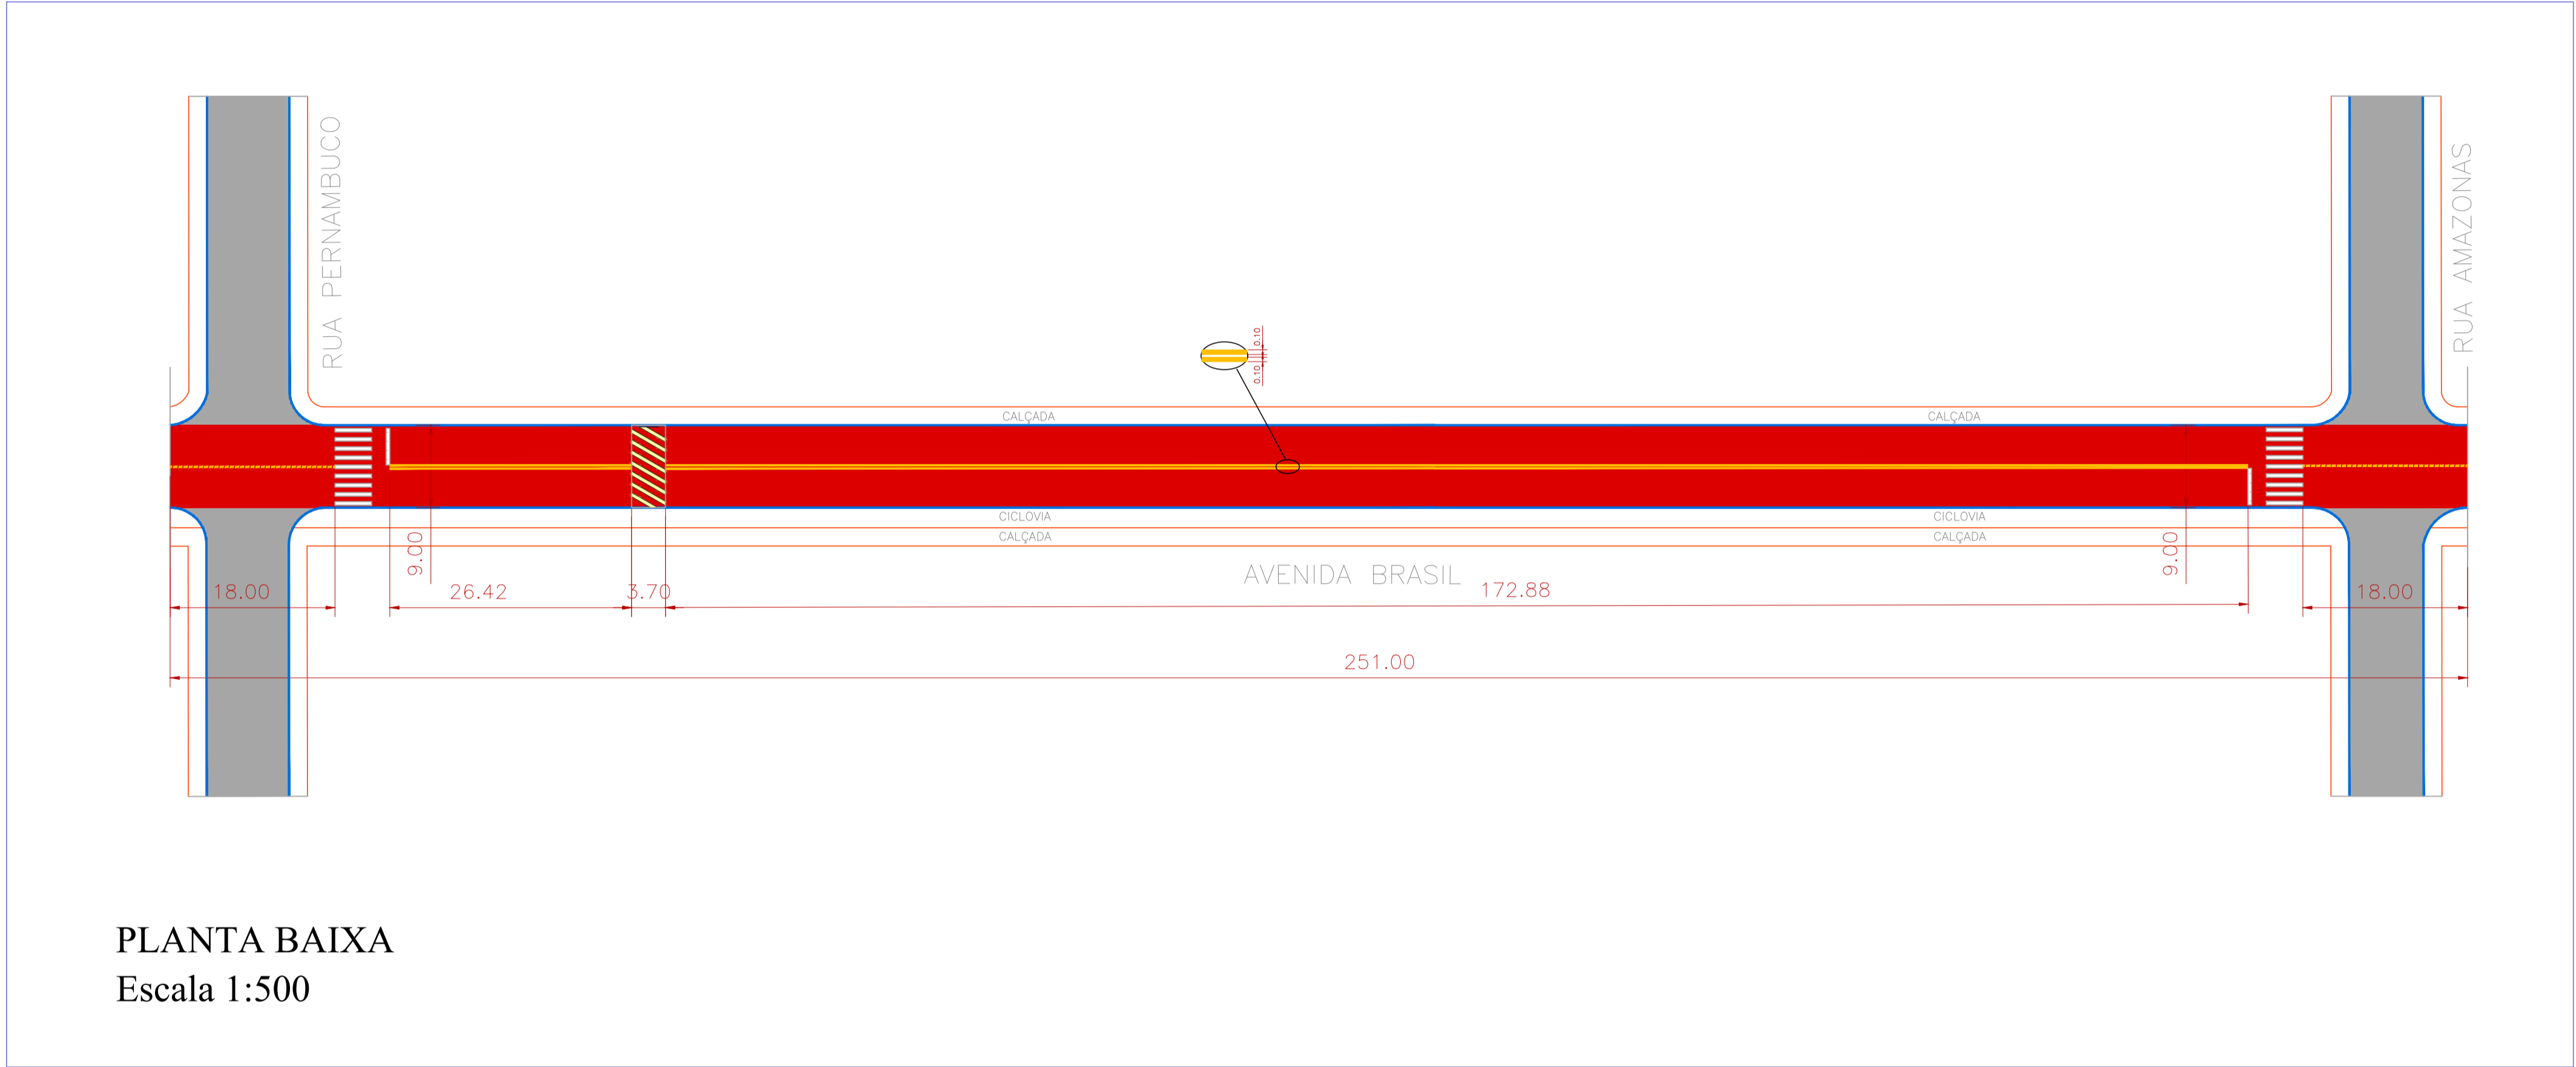 RUA PERNAMBUCO
RUA AMAZONAS
0.10
0.10
CALÇADA
CALÇADA
CICLOVIA
CICLOVIA
CALÇADA
CALÇADA
9.00
9.00
AVENIDA BRASIL
18.00
26.42
3.70
172.88
18.00
251.00
PLANTA BAIXA
Escala 1:500